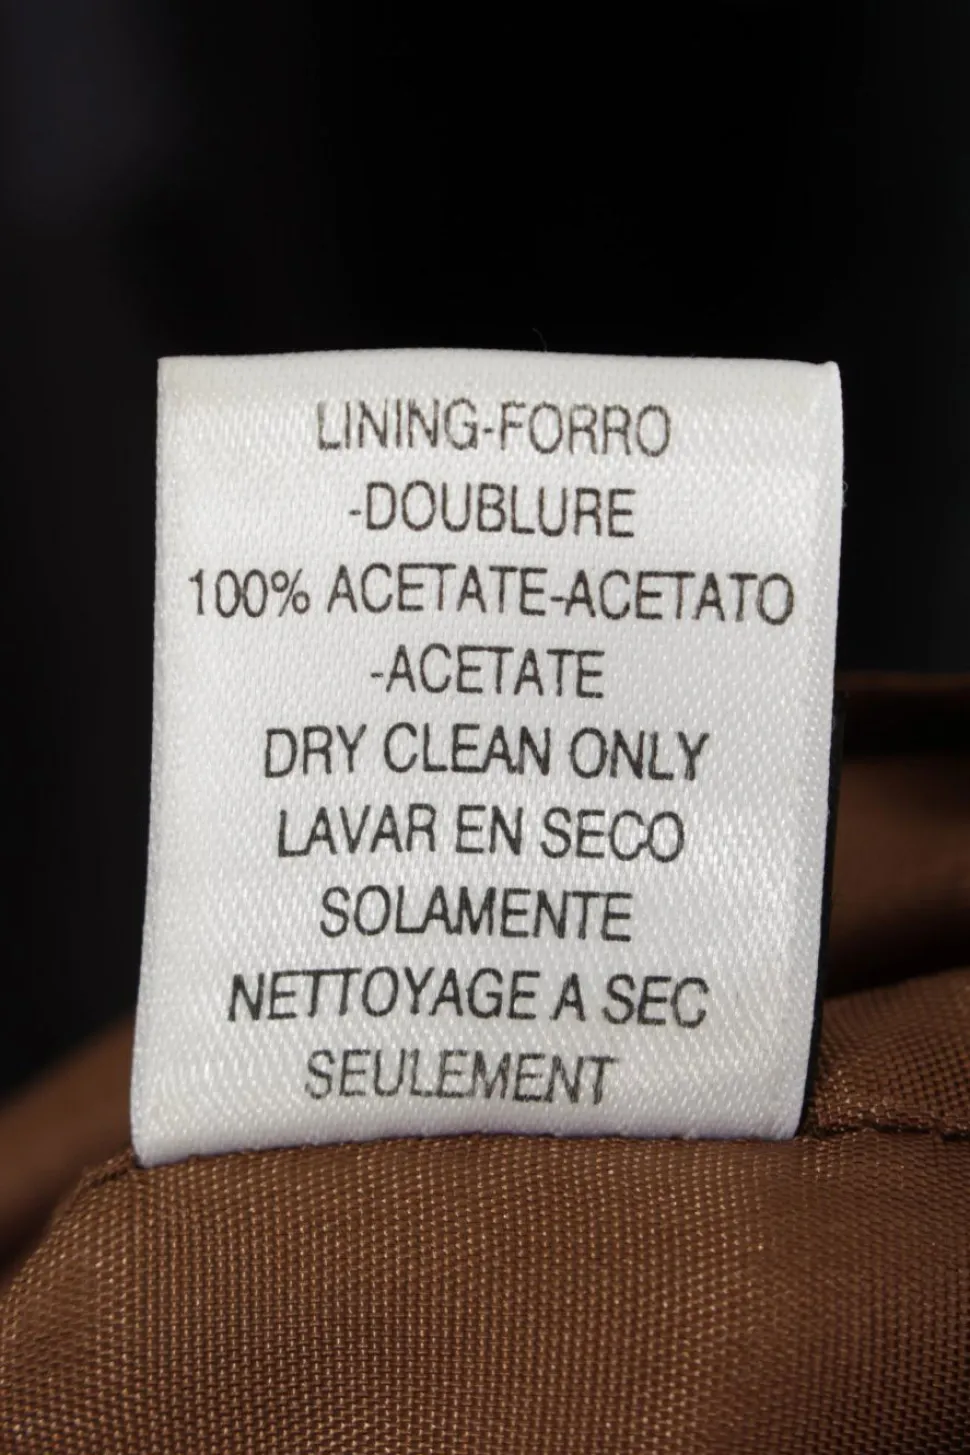 LINING-FORRO
-DOUBLURE
100% ACETATE-ACETATO
-ACETATE
DRY CLEAN ONLY
LAVAR EN SECO
SOLAMENTE
NETTOYAGE A SEC
SEULEMENT